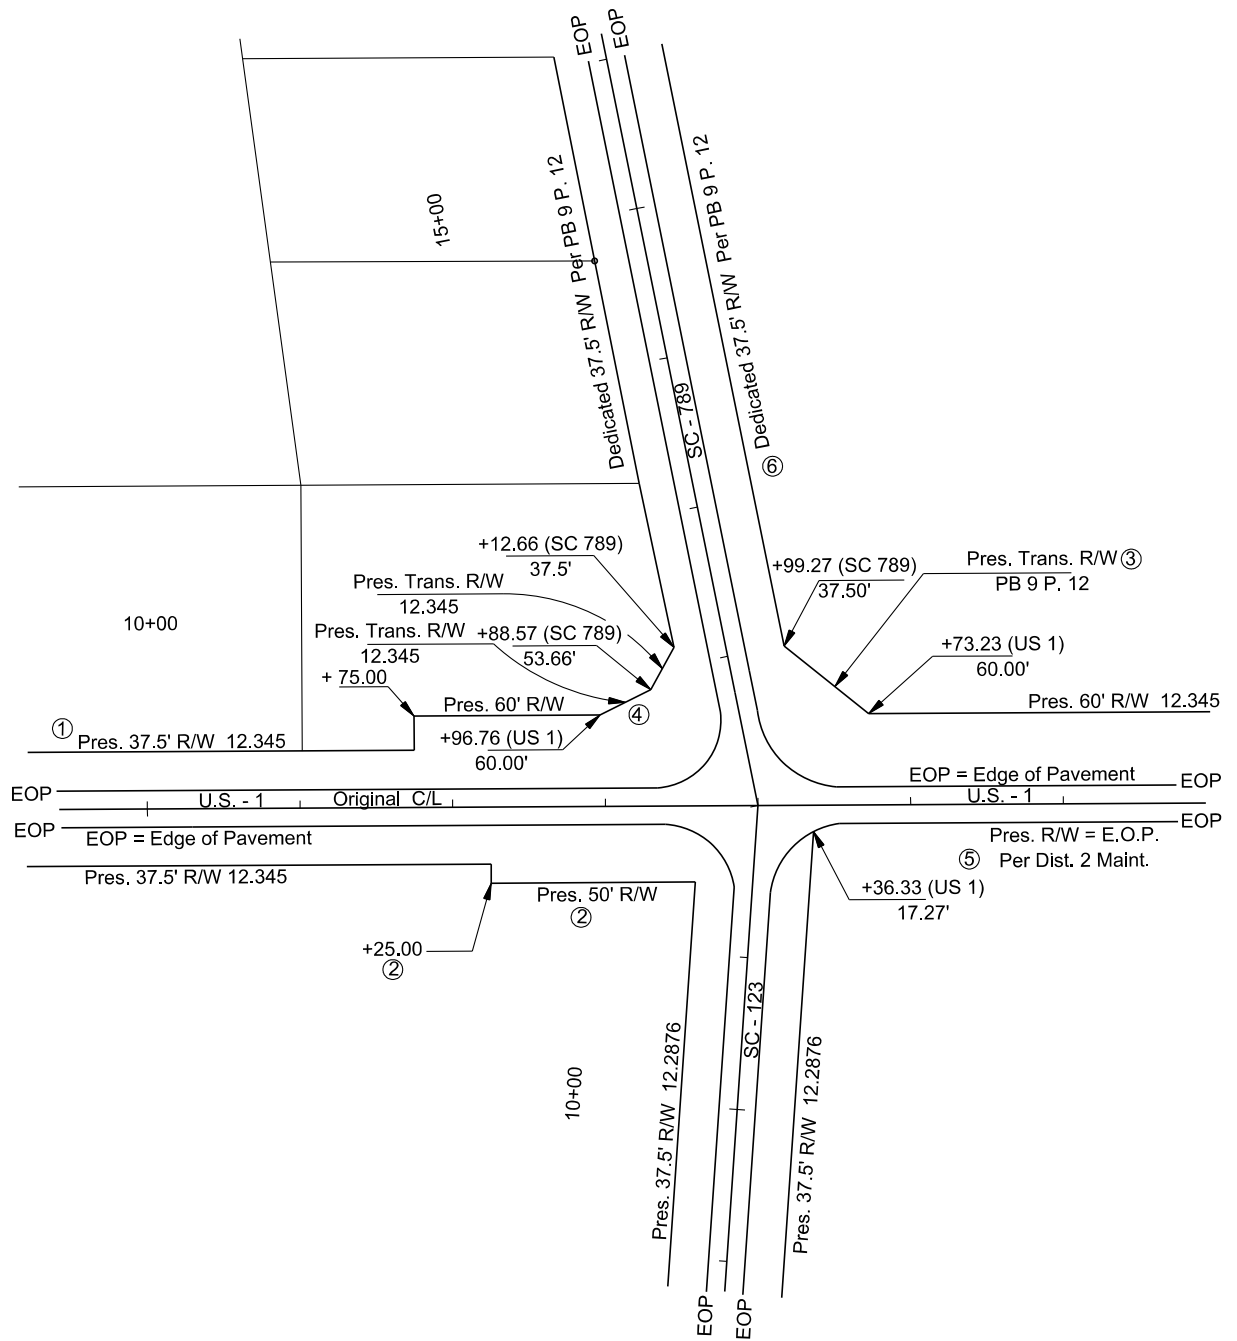 EOP
EOP
Dedicated 37.5' R/W Per PB 9 P. 12
Dedicated 37.5' R/W Per PB 9 P. 12
⑥
15+00
SC - 789
+12.66 (SC 789)
37.5'
Pres. Trans. R/W
12.345
Pres. Trans. R/W
12.345
+88.57 (SC 789)
53.66'
+ 75.00
Pres. 60' R/W
④
+96.76 (US 1)
60.00'
10+00
①
Pres. 37.5' R/W 12.345
+99.27 (SC 789)
37.50'
Pres. Trans. R/W ③
PB 9 P. 12
+73.23 (US 1)
60.00'
Pres. 60' R/W 12.345
EOP
U.S. - 1
Original C/L
EOP = Edge of Pavement
EOP
U.S. - 1
EOP
EOP = Edge of Pavement
EOP
Pres. R/W = E.O.P.
⑤ Per Dist. 2 Maint.
Pres. 37.5' R/W 12.345
Pres. 50' R/W
②
+36.33 (US 1)
17.27'
+25.00
②
10+00
SC - 123
Pres. 37.5' R/W 12.2876
Pres. 37.5' R/W 12.2876
EOP
EOP